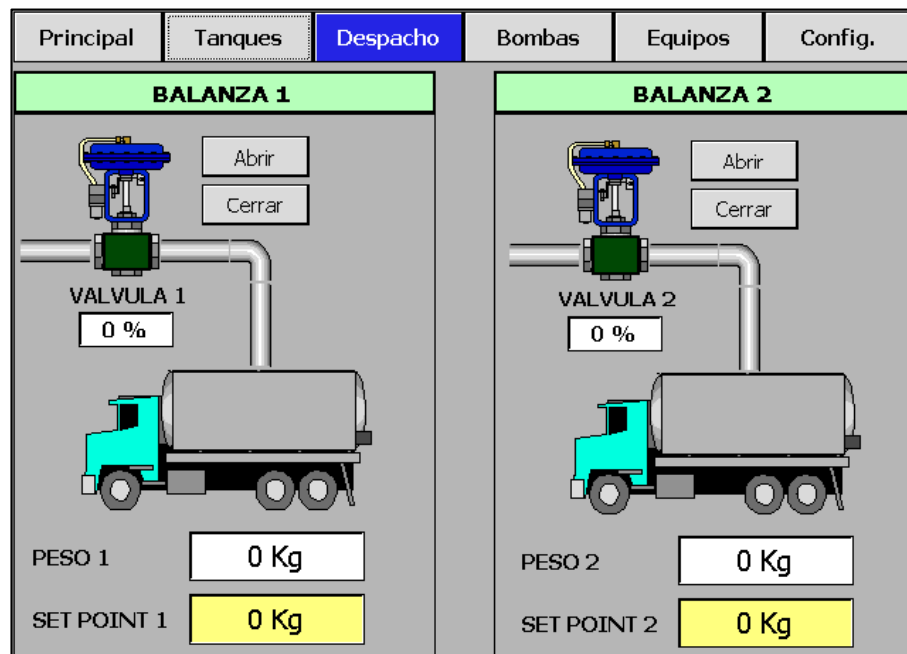 Principal Tanques Despacho Bombas Equipos Config.
BALANZA 1
Abrir
Cerrar
VALVULA 1
0 %
PESO 1 0 Kg
SET POINT 1 0 Kg
BALANZA 2
Abrir
Cerrar
VALVULA 2
0 %
PESO 2 0 Kg
SET POINT 2 0 Kg